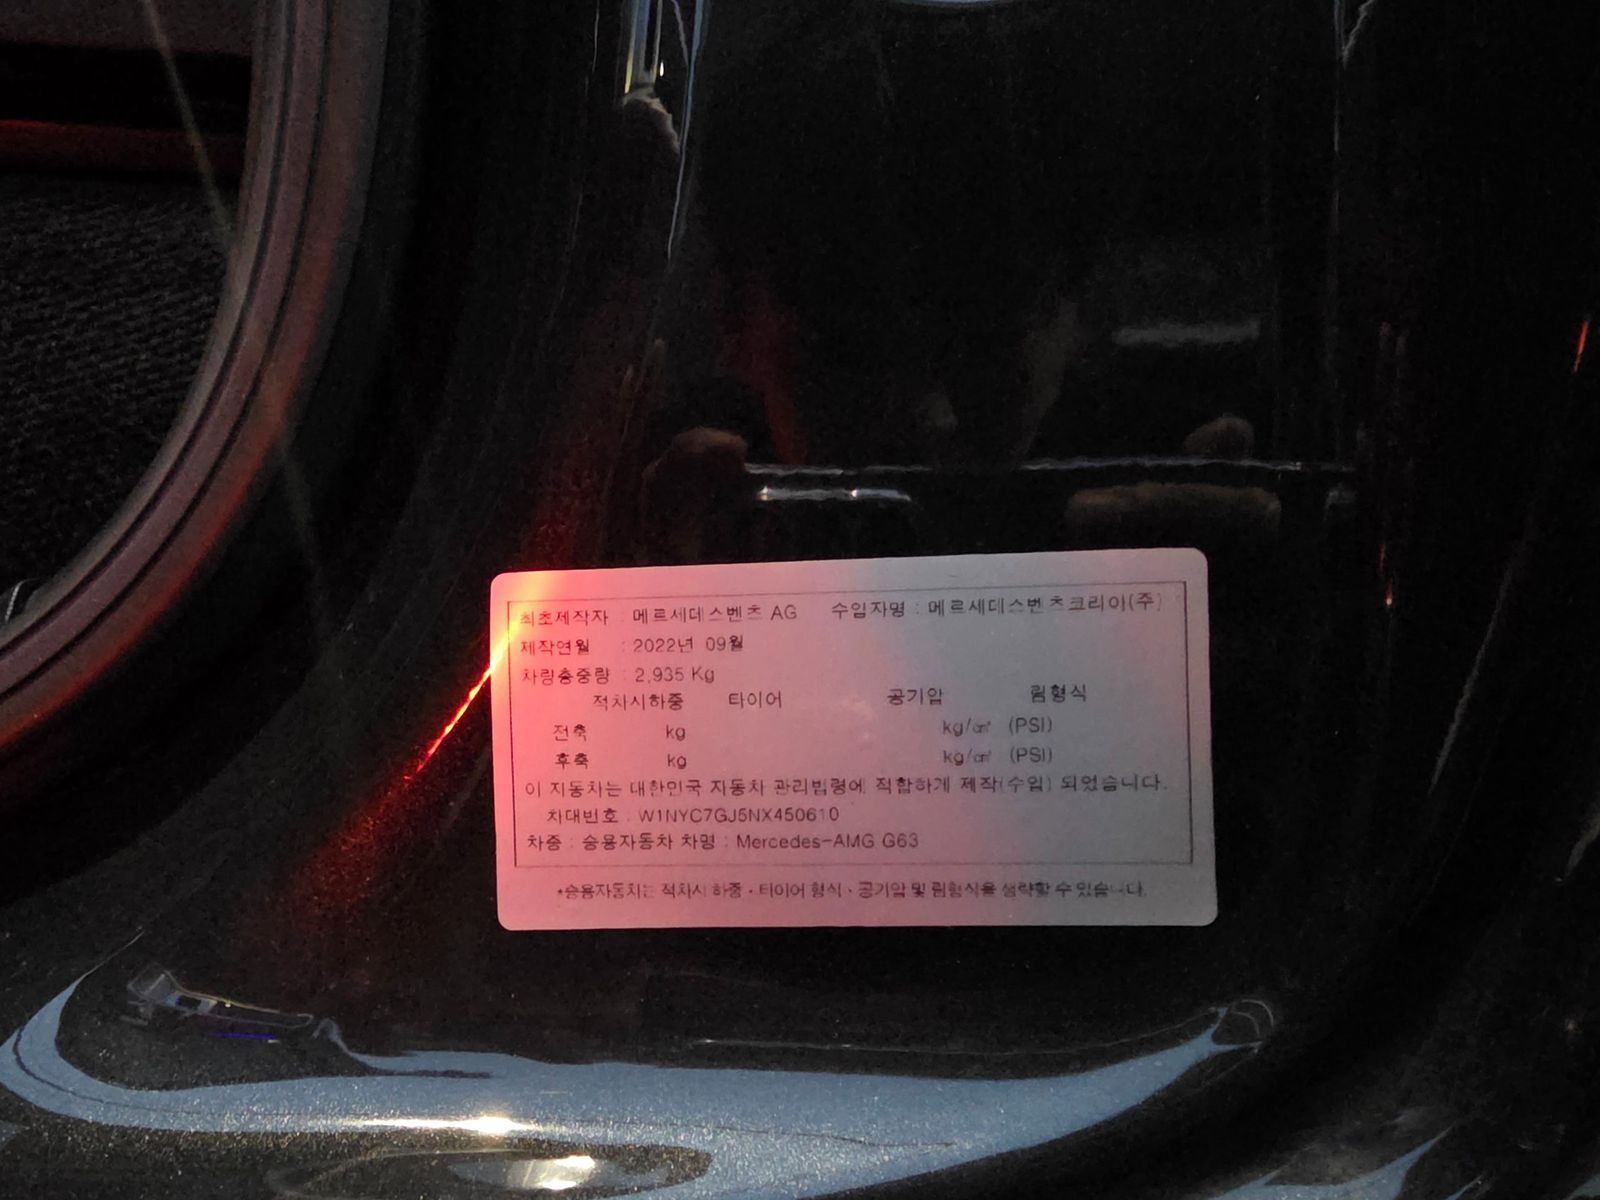 최초제작자 : 메르세데스벤츠 AG 수입자명 : 메르세데스벤츠코리아(주)
제작연월 : 2022년 09월
차량총중량 : 2,935 Kg
적차시하중 타이어 공기압 림형식
전축 kg kg/㎠ (PSI)
후축 kg kg/㎠ (PSI)
이 자동차는 대한민국 자동차 관리법령에 적합하게 제작(수입) 되었습니다.
차대번호 : W1NYC7GJ5NX450610
차종 : 승용자동차 차명 : Mercedes-AMG G63
*승용자동차는 적차시 하중·타이어 형식·공기압 및 림형식을 생략할 수 있습니다.